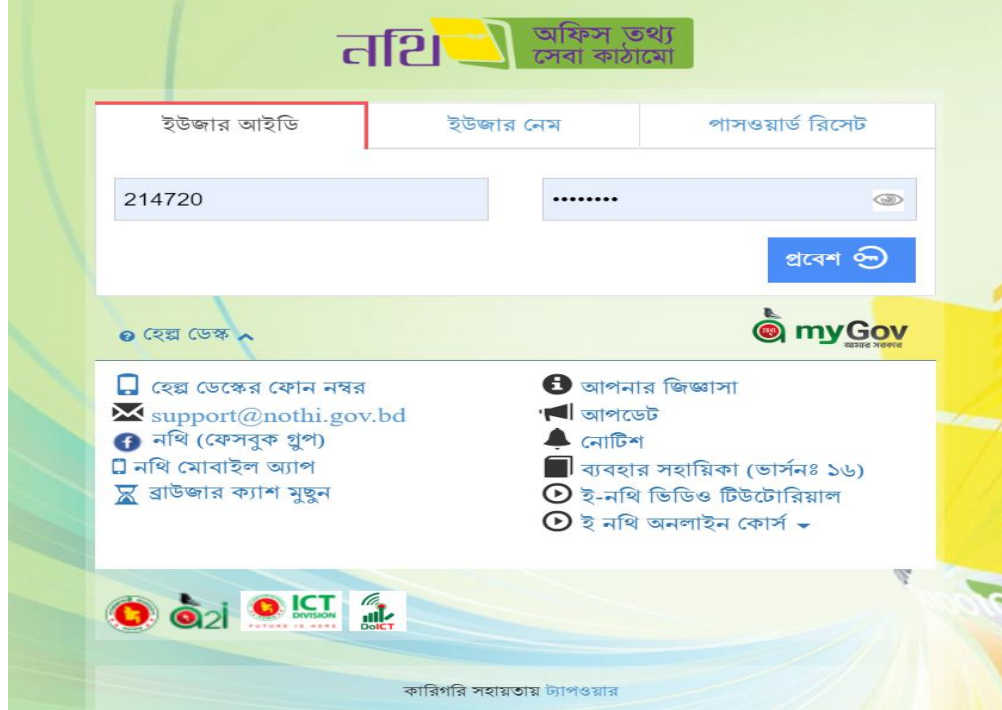 নথি অফিস তথ্য
সেবা কাঠামো
ইউজার আইডি ইউজার নেম পাসওয়ার্ড রিসেট
214720 ••••••••
প্রবেশ
হেল্প ডেস্ক myGov
আমার সরকার
হেল্প ডেস্কের ফোন নম্বর আপনার জিজ্ঞাসা
support@nothi.gov.bd আপডেট
নথি (ফেসবুক গ্রুপ) নোটিশ
নথি মোবাইল অ্যাপ ব্যবহার সহায়িকা (ভার্সনঃ ১৬)
ব্রাউজার ক্যাশ মুছুন ই-নথি ভিডিও টিউটোরিয়াল
ই নথি অনলাইন কোর্স
a2i ICT DIVISION
FUTURE IS HERE DoICT
কারিগরি সহায়তায় ট্যাপওয়ার